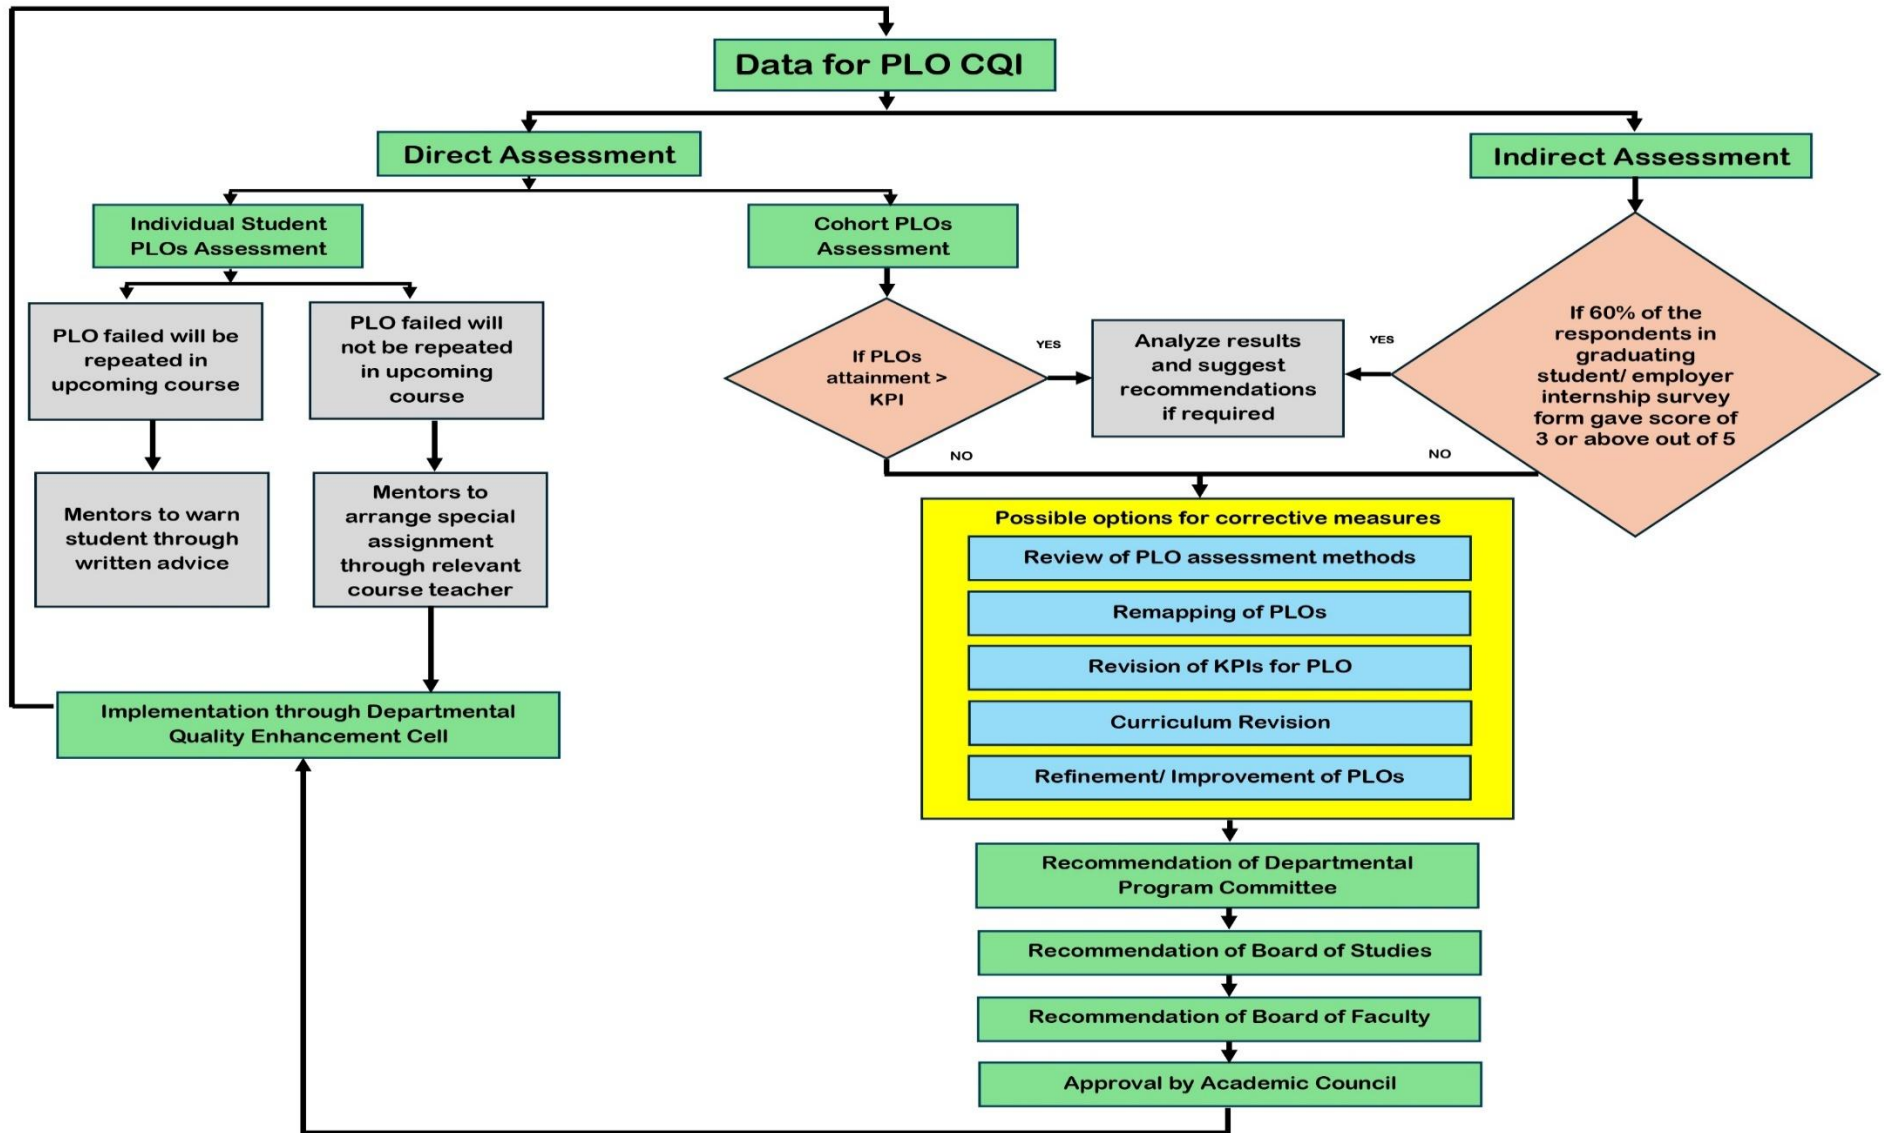 Data for PLO CQI
Direct Assessment
Indirect Assessment
Individual Student
PLOs Assessment
Cohort PLOs
Assessment
PLO failed will be
repeated in
upcoming course
PLO failed will
not be repeated
in upcoming
course
If PLOs
attainment >
KPI
YES
Analyze results
and suggest
recommendations
if required
YES
If 60% of the
respondents in
graduating
student/ employer
internship survey
form gave score of
3 or above out of 5
NO
NO
Mentors to warn
student through
written advice
Mentors to
arrange special
assignment
through relevant
course teacher
Possible options for corrective measures
Review of PLO assessment methods
Remapping of PLOs
Revision of KPIs for PLO
Curriculum Revision
Refinement/ Improvement of PLOs
Implementation through Departmental
Quality Enhancement Cell
Recommendation of Departmental
Program Committee
Recommendation of Board of Studies
Recommendation of Board of Faculty
Approval by Academic Council